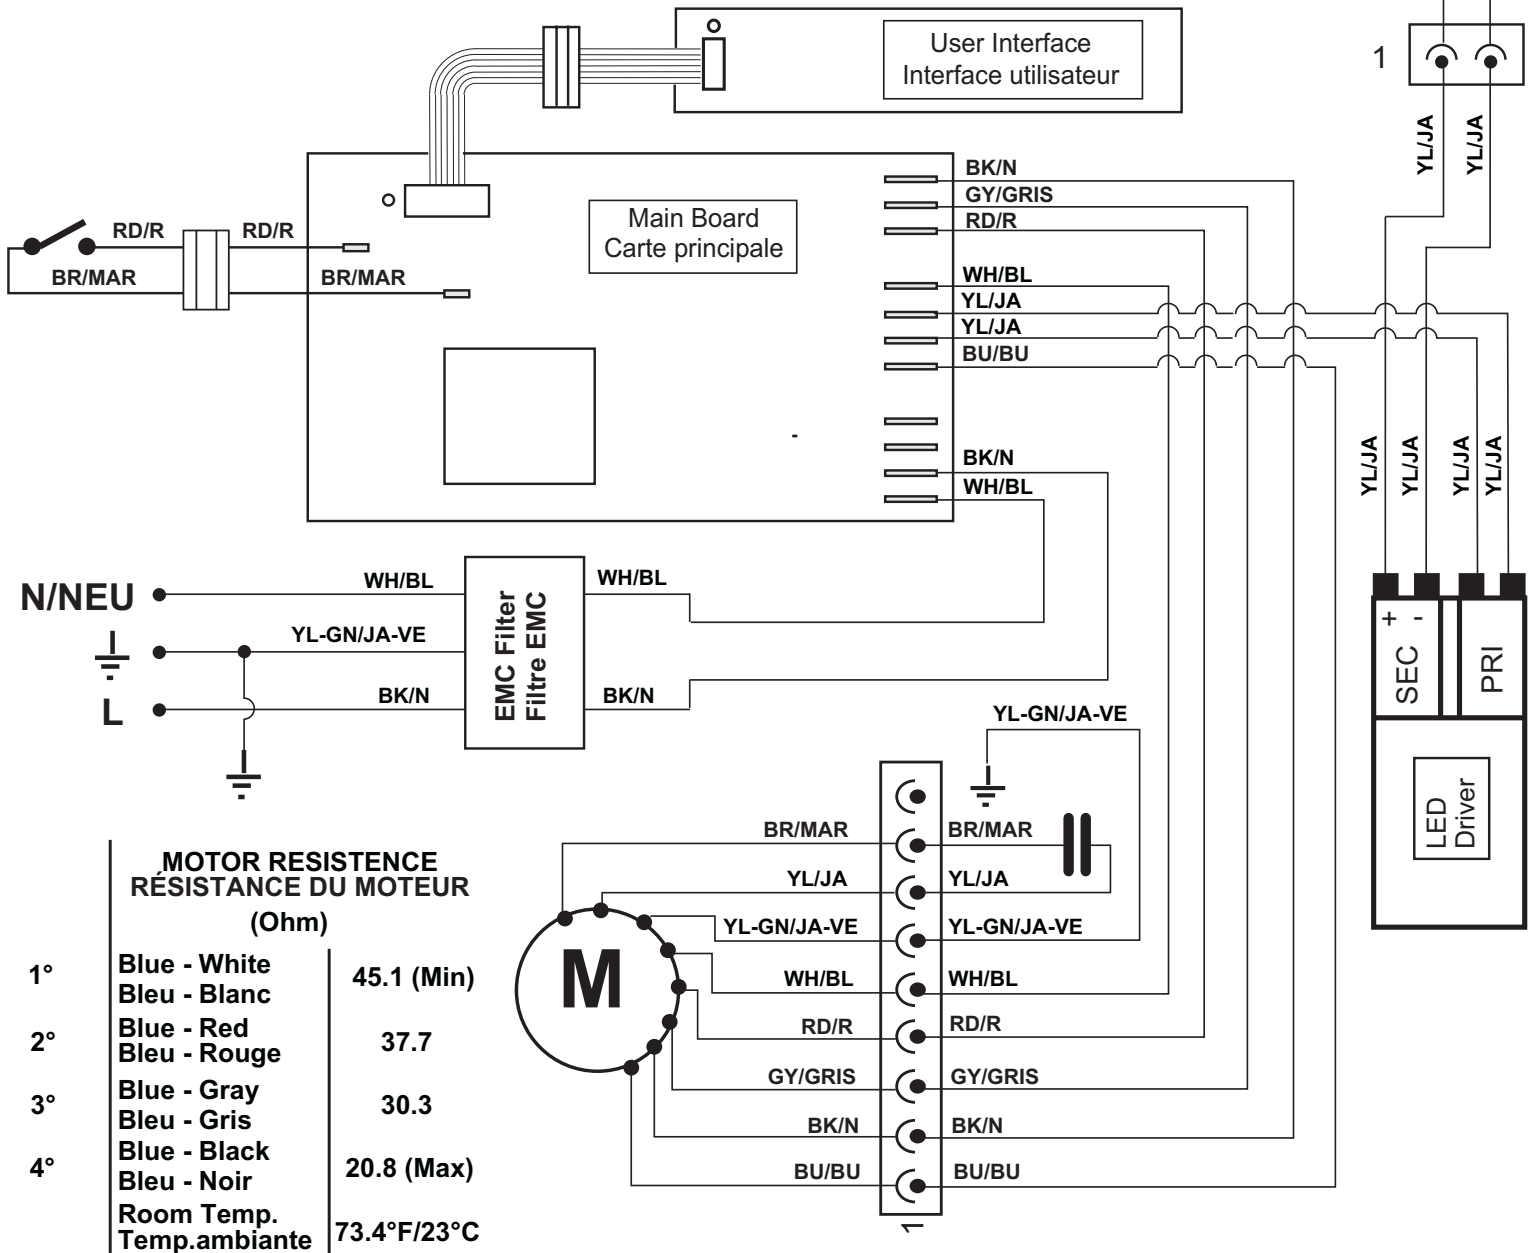 User Interface
Interface utilisateur
1
YL/JA
YL/JA
BK/N
GY/GRIS
RD/R
Main Board
Carte principale
RD/R
RD/R
BR/MAR
BR/MAR
WH/BL
YL/JA
YL/JA
BU/BU
BK/N
WH/BL
YL/JA
YL/JA
YL/JA
YL/JA
N/NEU
WH/BL
WH/BL
YL-GN/JA-VE
EMC Filter
Filtre EMC
L
BK/N
BK/N
+ -
SEC
PRI
LED
Driver
YL-GN/JA-VE
BR/MAR
BR/MAR
YL/JA
YL/JA
YL-GN/JA-VE
YL-GN/JA-VE
M
WH/BL
WH/BL
RD/R
RD/R
GY/GRIS
GY/GRIS
BK/N
BK/N
BU/BU
BU/BU
1
MOTOR RESISTENCE
RÉSISTANCE DU MOTEUR
(Ohm)
1° Blue - White 45.1 (Min)
Bleu - Blanc
2° Blue - Red 37.7
Bleu - Rouge
3° Blue - Gray 30.3
Bleu - Gris
4° Blue - Black 20.8 (Max)
Bleu - Noir
Room Temp. 73.4°F/23°C
Temp.ambiante